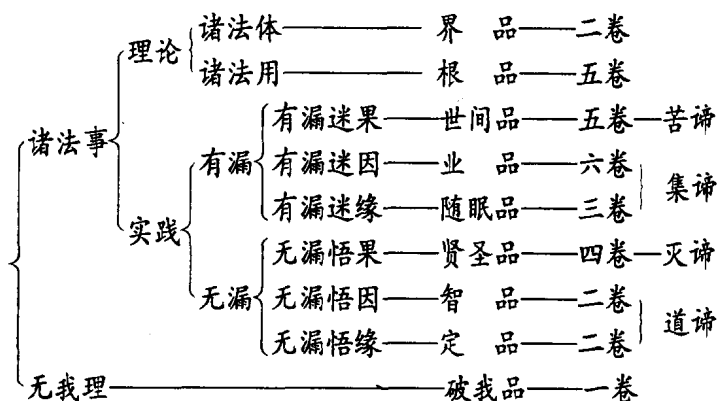 诸法体 界品 二卷
理论
诸法用 根品 五卷
诸法事
有漏迷果 世间品 五卷 苦谛
有漏 有漏迷因 业品 六卷
集谛
有漏迷缘 随眠品 三卷
实践
无漏悟果 贤圣品 四卷 灭谛
无漏 无漏悟因 智品 二卷
道谛
无漏悟缘 定品 二卷
无我理 破我品 一卷